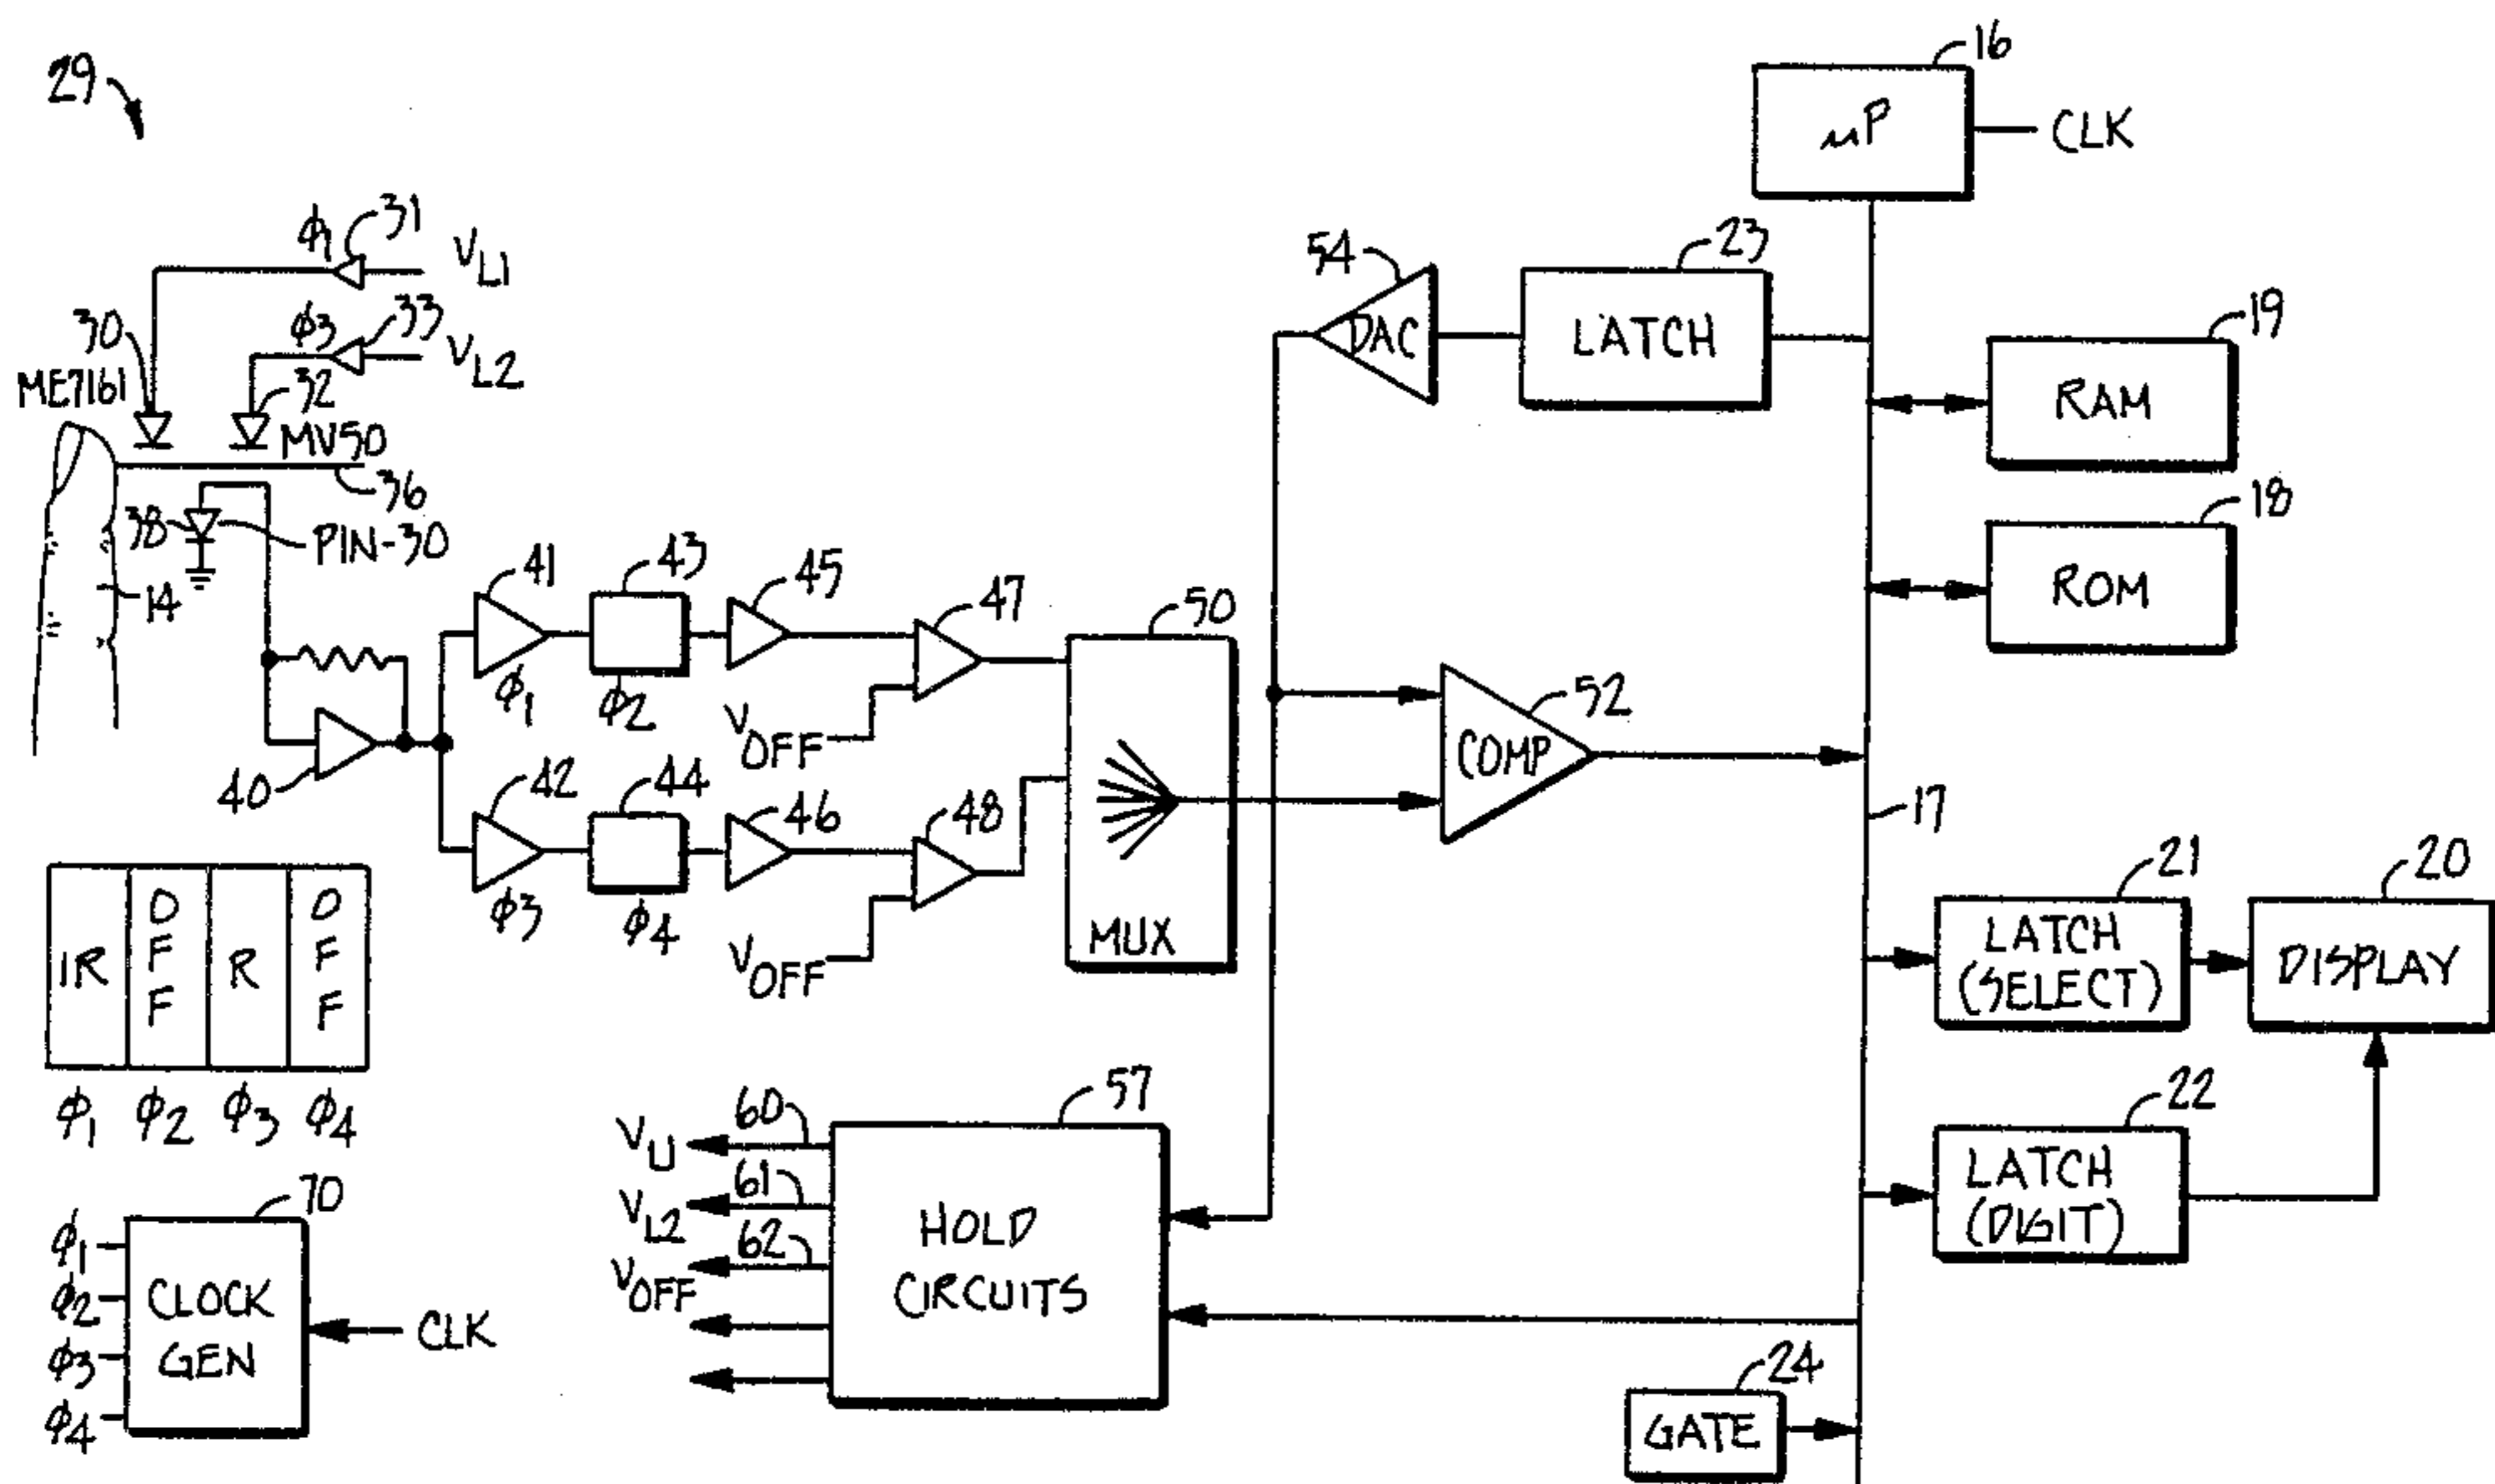 29
16
μP
CLK
31
ϕ1
VL1
33
ϕ3
VL2
30
ME7161
32
MV50
36
38
PIN-30
14
54
DAC
23
LATCH
19
RAM
18
ROM
41
ϕ1
43
ϕ2
45
47
VOFF
50
MUX
52
COMP
40
42
ϕ3
44
ϕ4
46
48
VOFF
17
21
LATCH
(SELECT)
20
DISPLAY
22
LATCH
(DIGIT)
IR
OFF
R
OFF
ϕ1 ϕ2 ϕ3 ϕ4
70
ϕ1
ϕ2
ϕ3
ϕ4
CLOCK
GEN
CLK
57
HOLD
CIRCUITS
VL1
60
VL2
61
VOFF
62
24
GATE